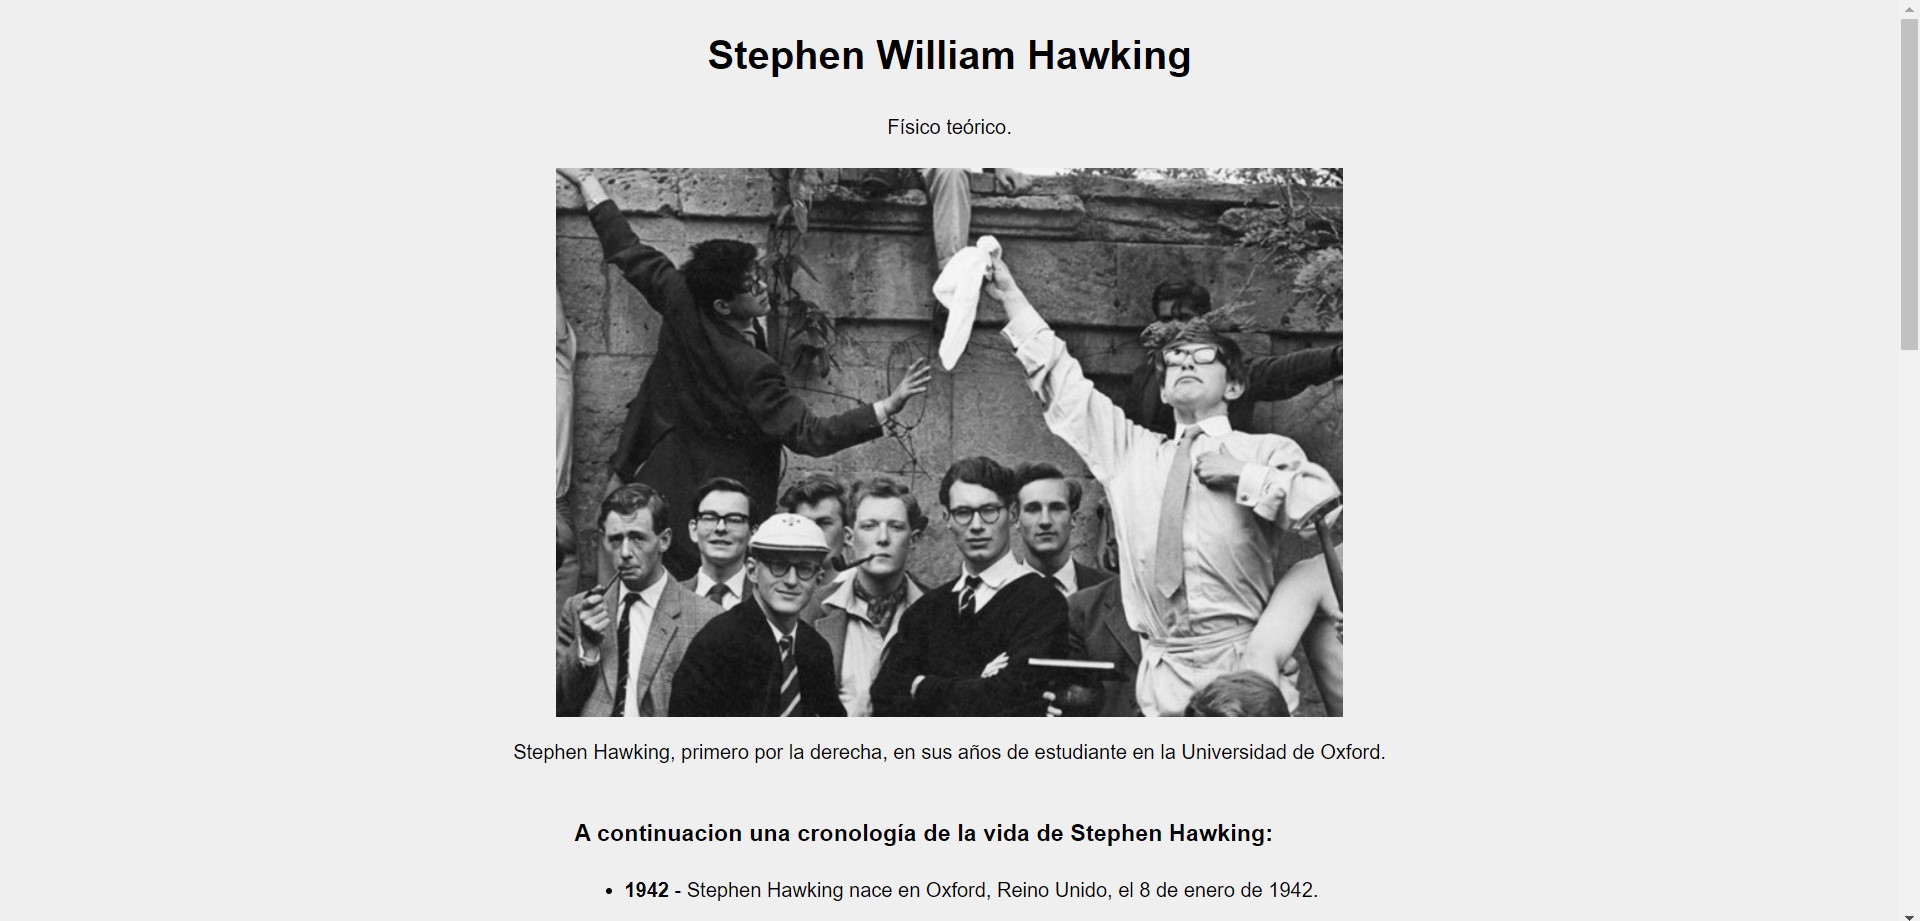 Stephen William Hawking
Físico teórico.
Stephen Hawking, primero por la derecha, en sus años de estudiante en la Universidad de Oxford.
A continuacion una cronología de la vida de Stephen Hawking:
• 1942 - Stephen Hawking nace en Oxford, Reino Unido, el 8 de enero de 1942.